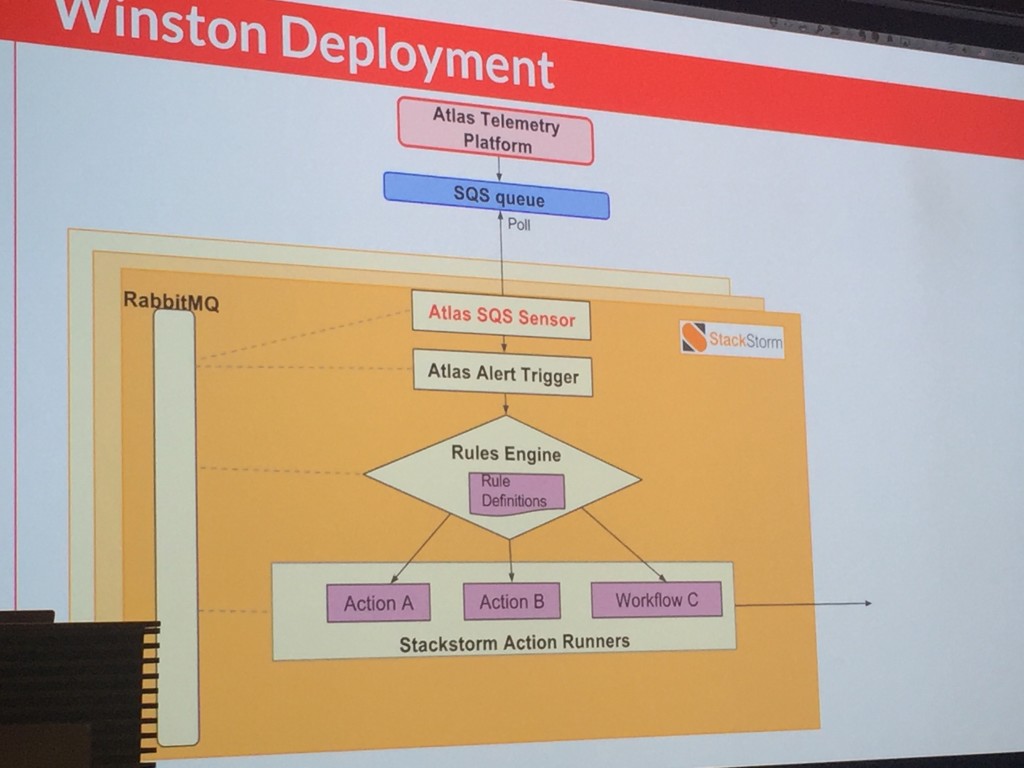 Winston Deployment
Atlas Telemetry
Platform
SQS queue
Poll
RabbitMQ
Atlas SQS Sensor
StackStorm
Atlas Alert Trigger
Rules Engine
Rule
Definitions
Action A
Action B
Workflow C
Stackstorm Action Runners